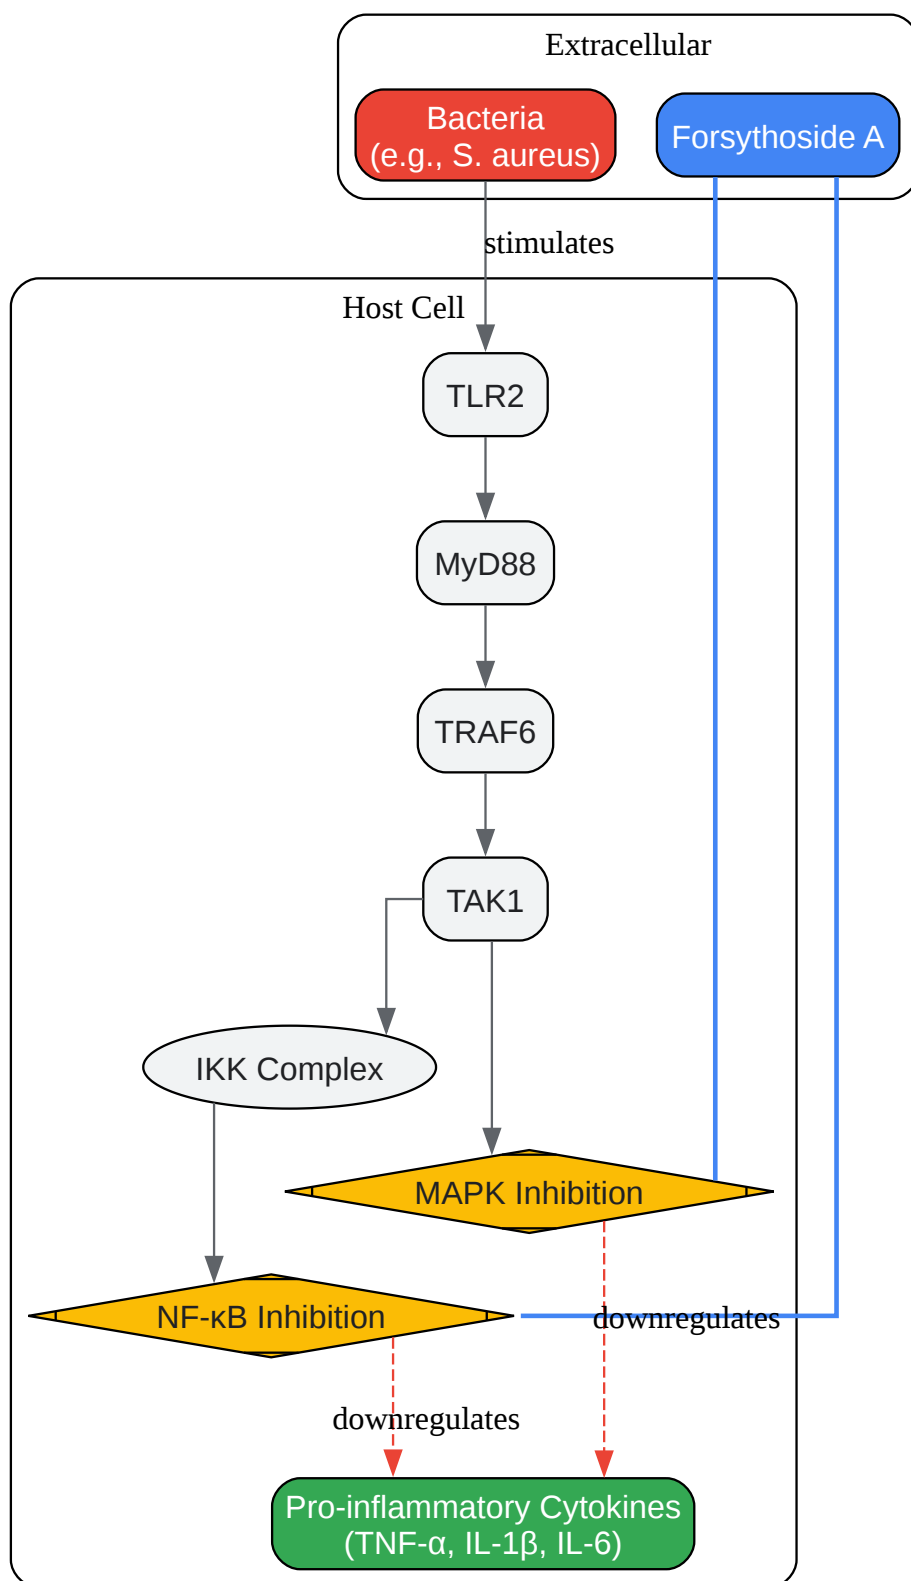 Extracellular
Bacteria
(e.g., S. aureus)
Forsythoside A
stimulates
Host Cell
TLR2
MyD88
TRAF6
TAK1
IKK Complex
MAPK Inhibition
NF-κB Inhibition
downregulates
downregulates
Pro-inflammatory Cytokines
(TNF-α, IL-1β, IL-6)